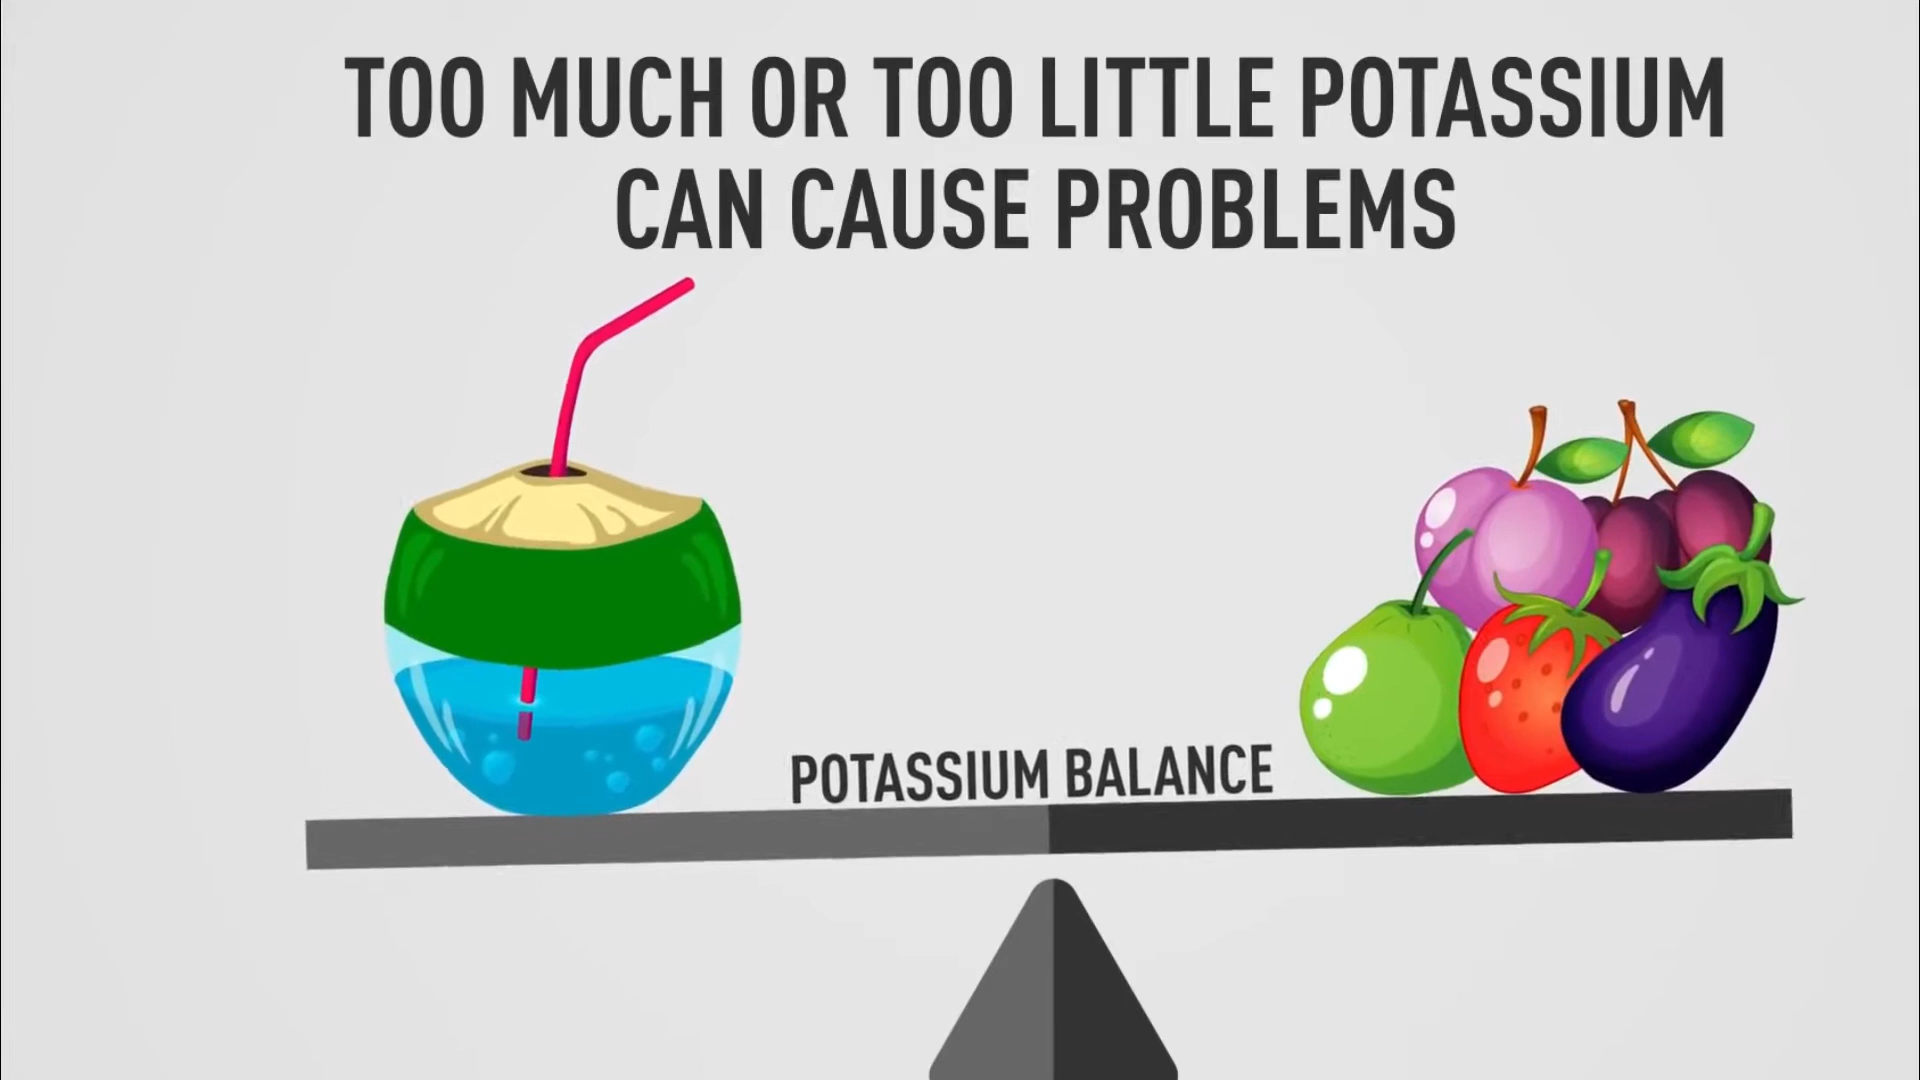 TOO MUCH OR TOO LITTLE POTASSIUM
CAN CAUSE PROBLEMS
POTASSIUM BALANCE